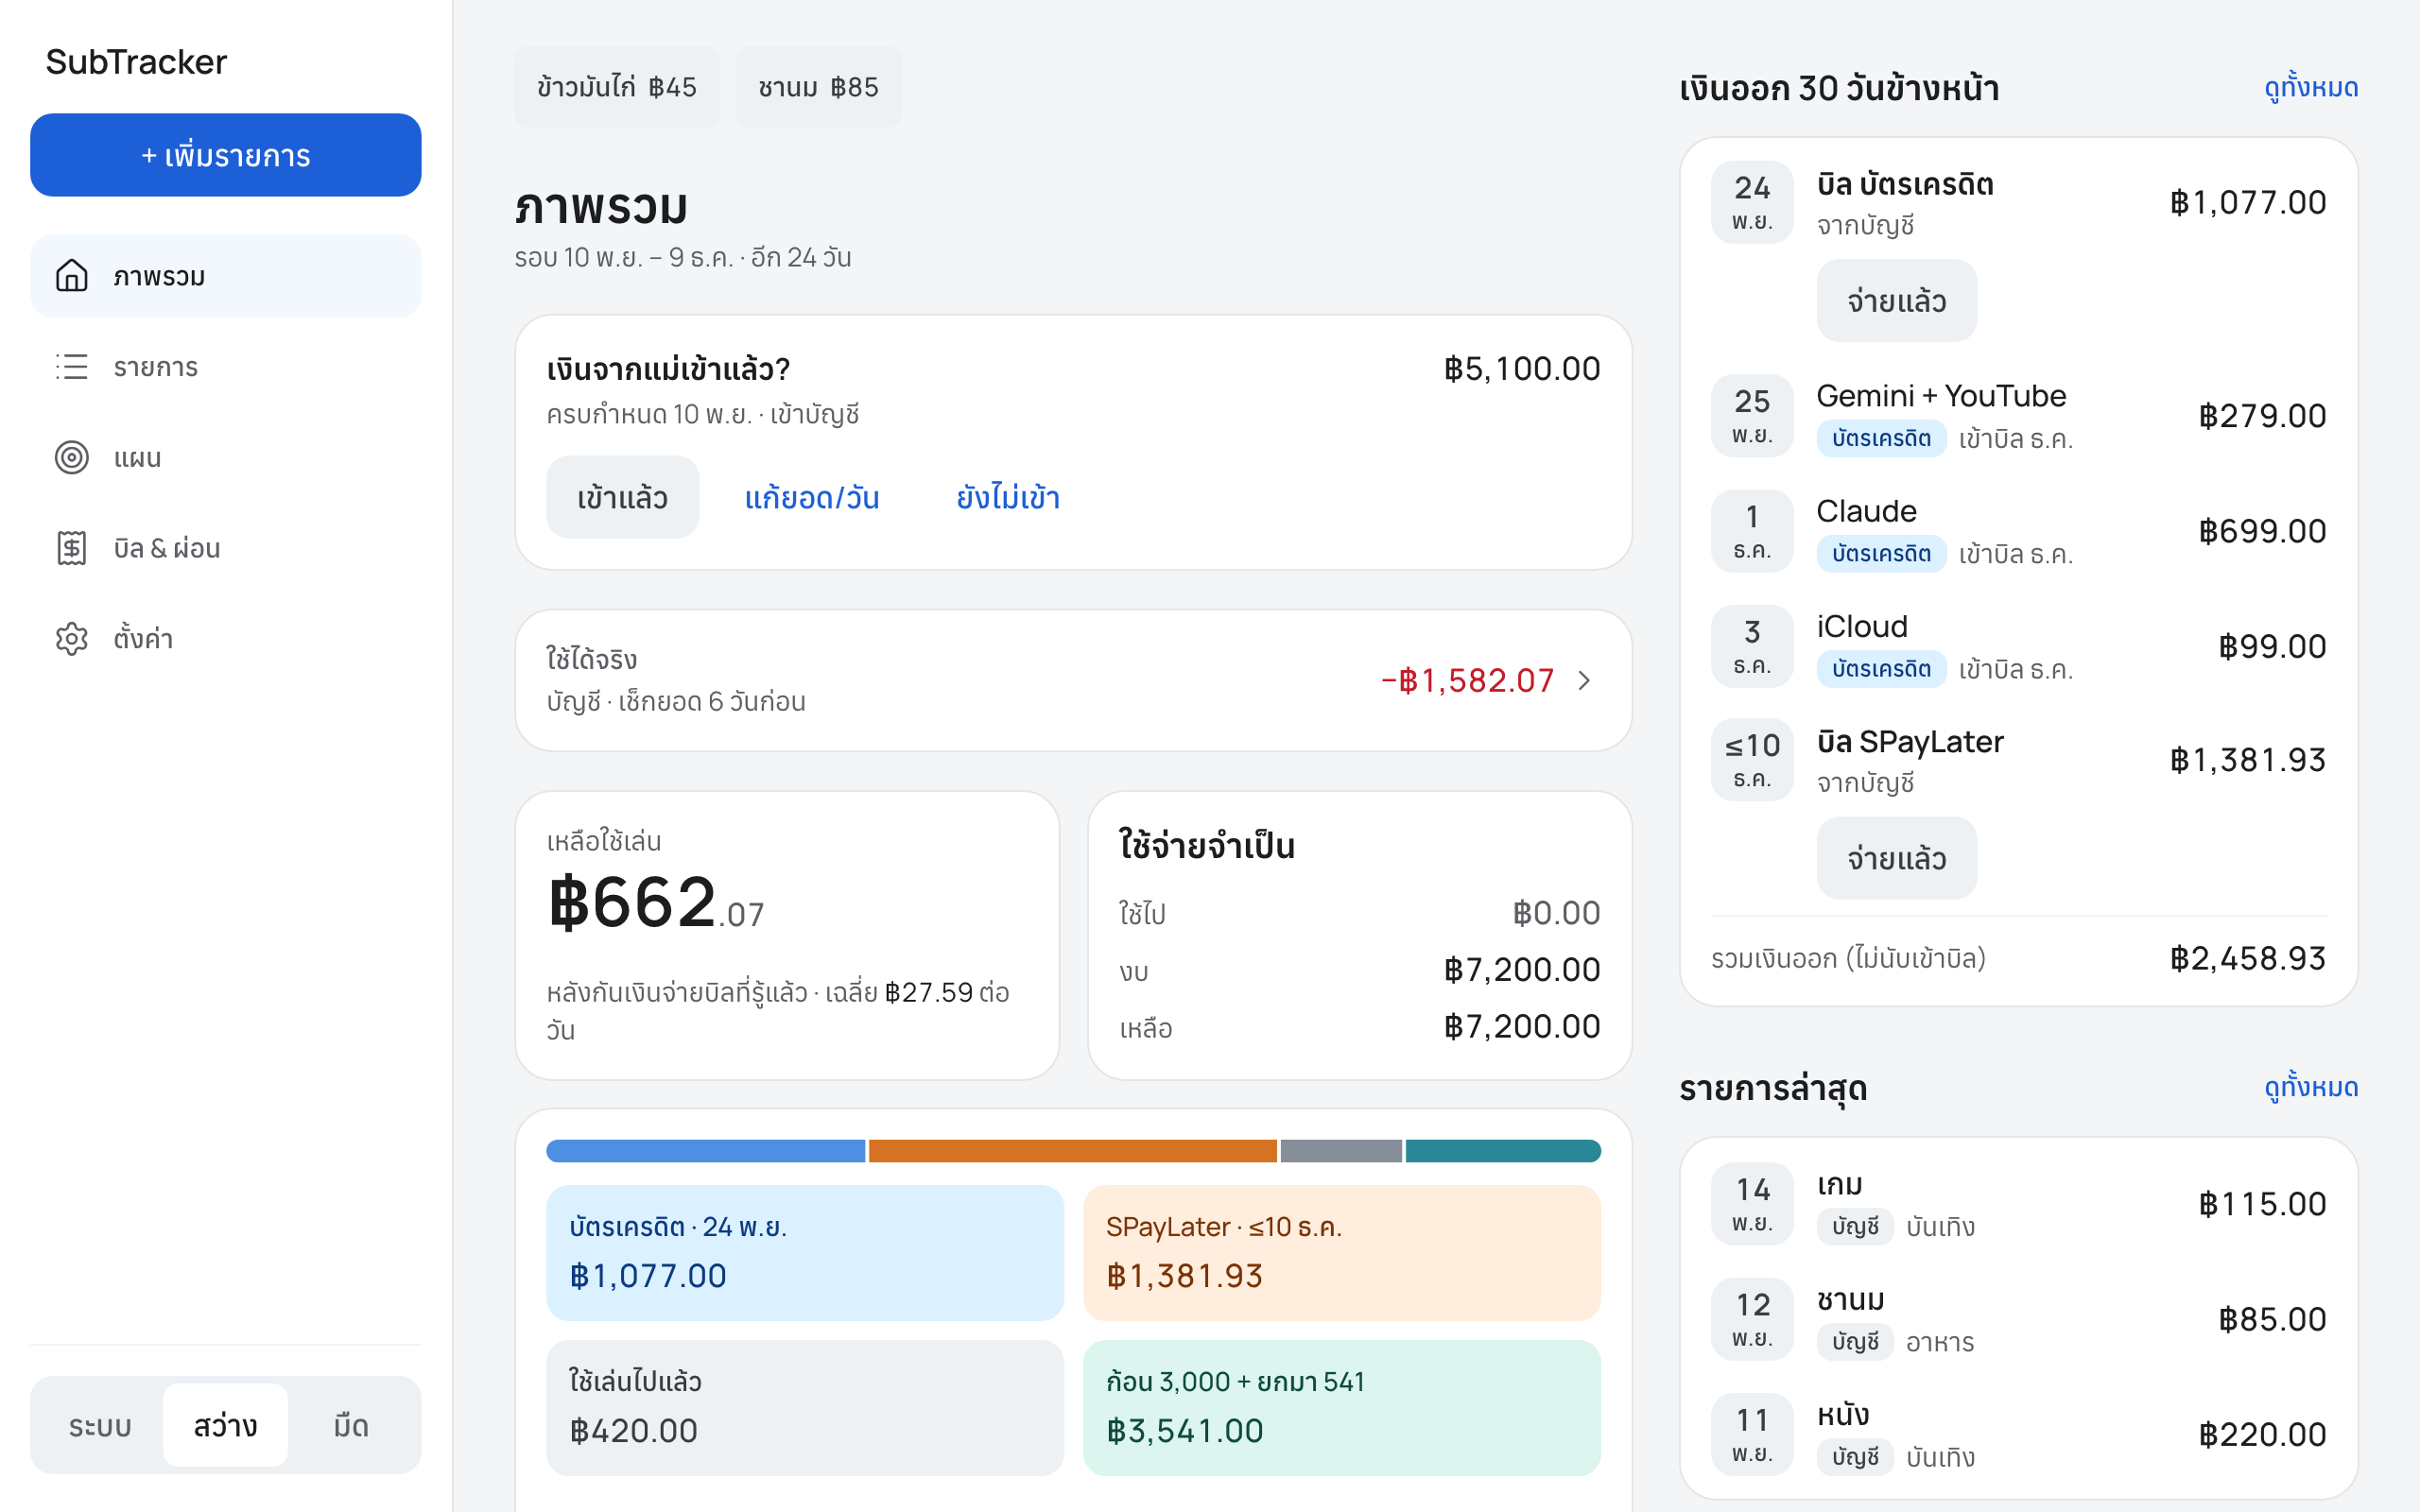 SubTracker
+ เพิ่มรายการ
ภาพรวม
รายการ
แผน
บิล & ผ่อน
ตั้งค่า
ระบบ
สว่าง
มืด
ข้าวมันไก่ ฿45
ชานม ฿85
ภาพรวม
รอบ 10 พ.ย. – 9 ธ.ค. · อีก 24 วัน
เงินจากแม่เข้าแล้ว?
฿5,100.00
ครบกำหนด 10 พ.ย. · เข้าบัญชี
เข้าแล้ว
แก้ยอด/วัน
ยังไม่เข้า
ใช้ได้จริง
บัญชี · เช็กยอด 6 วันก่อน
−฿1,582.07
เหลือใช้เล่น
฿662.07
หลังกันเงินจ่ายบิลที่รู้แล้ว · เฉลี่ย ฿27.59 ต่อ
วัน
ใช้จ่ายจำเป็น
ใช้ไป ฿0.00
งบ ฿7,200.00
เหลือ ฿7,200.00
บัตรเครดิต · 24 พ.ย.
฿1,077.00
SPayLater · ≤10 ธ.ค.
฿1,381.93
ใช้เล่นไปแล้ว
฿420.00
ก้อน 3,000 + ยกมา 541
฿3,541.00
เงินออก 30 วันข้างหน้า
ดูทั้งหมด
24 พ.ย.
บิล บัตรเครดิต
จากบัญชี
฿1,077.00
จ่ายแล้ว
25 พ.ย.
Gemini + YouTube
บัตรเครดิต เข้าบิล ธ.ค.
฿279.00
1 ธ.ค.
Claude
บัตรเครดิต เข้าบิล ธ.ค.
฿699.00
3 ธ.ค.
iCloud
บัตรเครดิต เข้าบิล ธ.ค.
฿99.00
≤10 ธ.ค.
บิล SPayLater
จากบัญชี
฿1,381.93
จ่ายแล้ว
รวมเงินออก (ไม่นับเข้าบิล) ฿2,458.93
รายการล่าสุด
ดูทั้งหมด
14 พ.ย.
เกม
บัญชี บันเทิง
฿115.00
12 พ.ย.
ชานม
บัญชี อาหาร
฿85.00
11 พ.ย.
หนัง
บัญชี บันเทิง
฿220.00